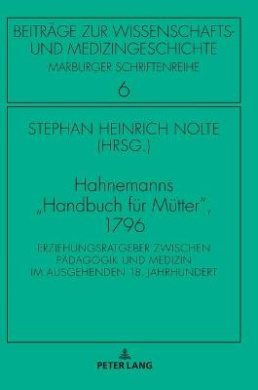 BEITRÄGE ZUR WISSENSCHAFTS-
UND MEDIZINGESCHICHTE
MARBURGER SCHRIFTENREIHE
6
STEPHAN HEINRICH NOLTE
(HRSG.)
Hahnemanns
„Handbuch für Mütter“,
1796
ERZIEHUNGSRATGEBER ZWISCHEN
PÄDAGOGIK UND MEDIZIN
IM AUSGEHENDEN 18. JAHRHUNDERT
PETER LANG